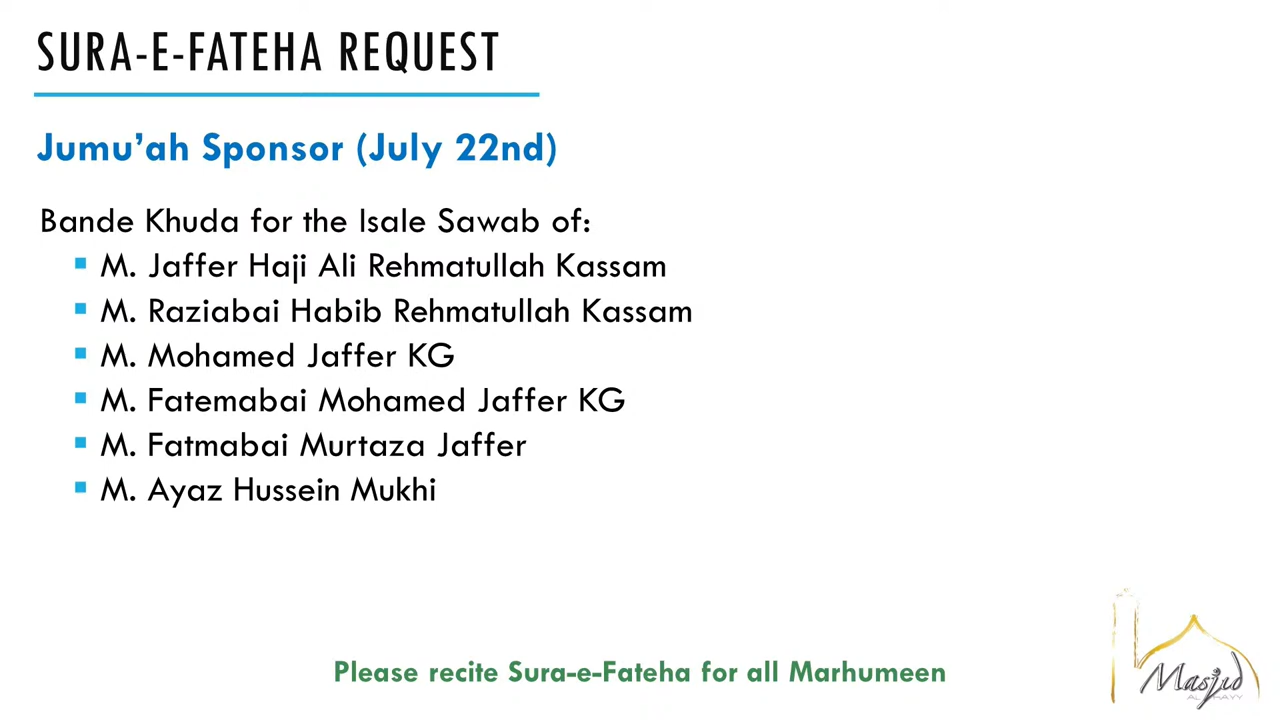 SURA-E-FATEHA REQUEST
Jumu’ah Sponsor (July 22nd)
Bande Khuda for the Isale Sawab of:
▪ M. Jaffer Haji Ali Rehmatullah Kassam
▪ M. Raziabai Habib Rehmatullah Kassam
▪ M. Mohamed Jaffer KG
▪ M. Fatemabai Mohamed Jaffer KG
▪ M. Fatmabai Murtaza Jaffer
▪ M. Ayaz Hussein Mukhi
Please recite Sura-e-Fateha for all Marhumeen
Masjid